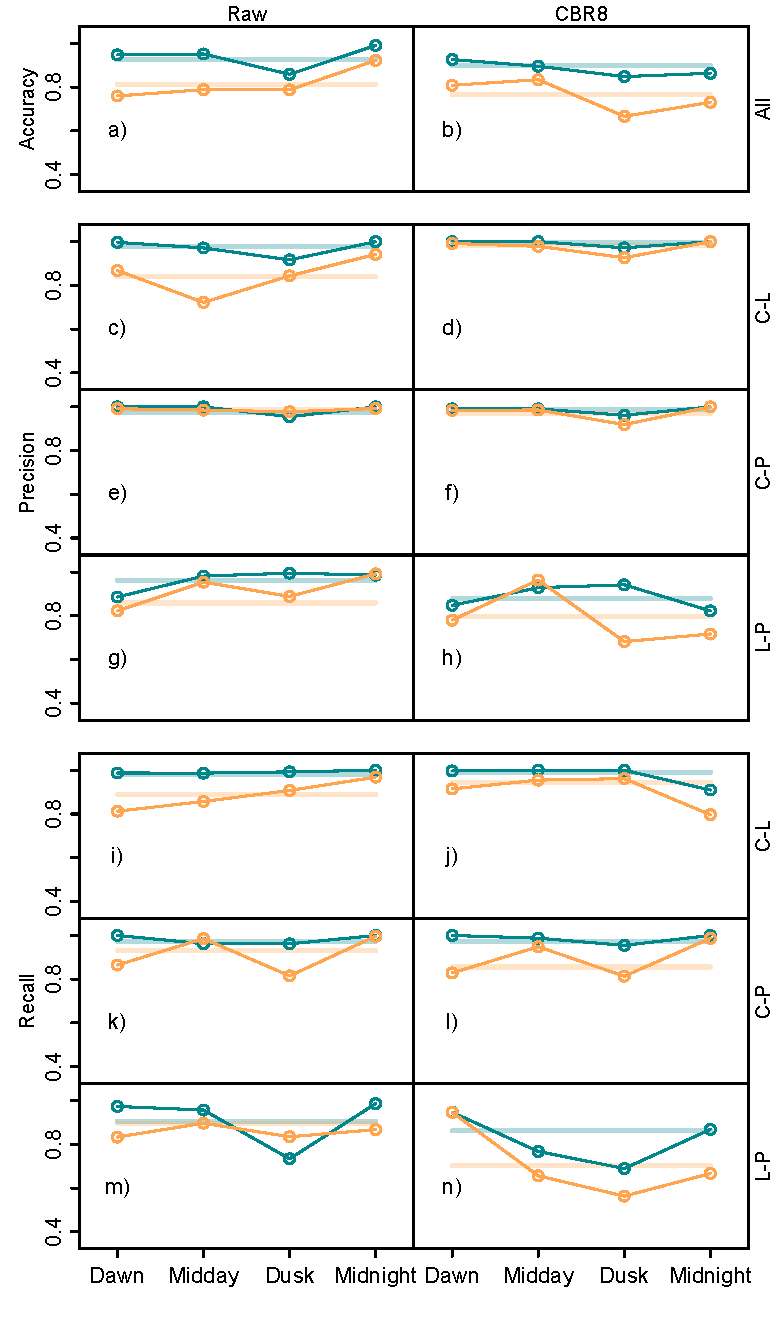 Raw CBR8
Accuracy
0.8
0.4
a) b)
All
Precision
0.8
0.4
c) d)
C-L
0.8
0.4
e) f)
C-P
0.8
0.4
g) h)
L-P
Recall
0.8
0.4
i) j)
C-L
0.8
0.4
k) l)
C-P
0.8
0.4
m) n)
L-P
Dawn Midday Dusk Midnight Dawn Midday Dusk Midnight